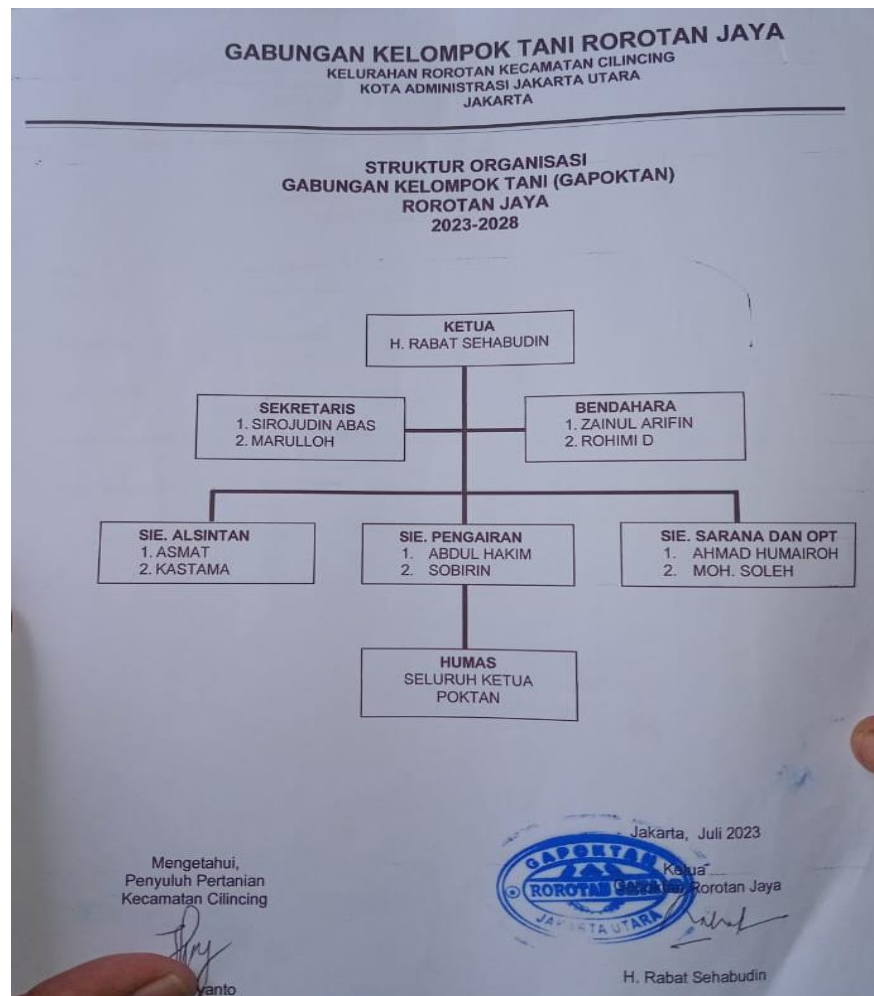 GABUNGAN KELOMPOK TANI ROROTAN JAYA
KELURAHAN ROROTAN KECAMATAN CILINCING
KOTA ADMINISTRASI JAKARTA UTARA
JAKARTA
STRUKTUR ORGANISASI
GABUNGAN KELOMPOK TANI (GAPOKTAN)
ROROTAN JAYA
2023-2028
KETUA
H. RABAT SEHABUDIN
SEKRETARIS
1. SIROJUDIN ABAS
2. MARULLOH
BENDAHARA
1. ZAINUL ARIFIN
2. ROHIMI D
SIE. ALSINTAN
1. ASMAT
2. KASTAMA
SIE. PENGAIRAN
1. ABDUL HAKIM
2. SOBIRIN
SIE. SARANA DAN OPT
1. AHMAD HUMAIROH
2. MOH. SOLEH
HUMAS
SELURUH KETUA
POKTAN
Mengetahui,
Penyuluh Pertanian
Kecamatan Cilincing
Jakarta, Juli 2023
Ketua
Gapoktan Rorotan Jaya
GAPOKTAN
ROROTAN
JAKARTA UTARA
H. Rabat Sehabudin